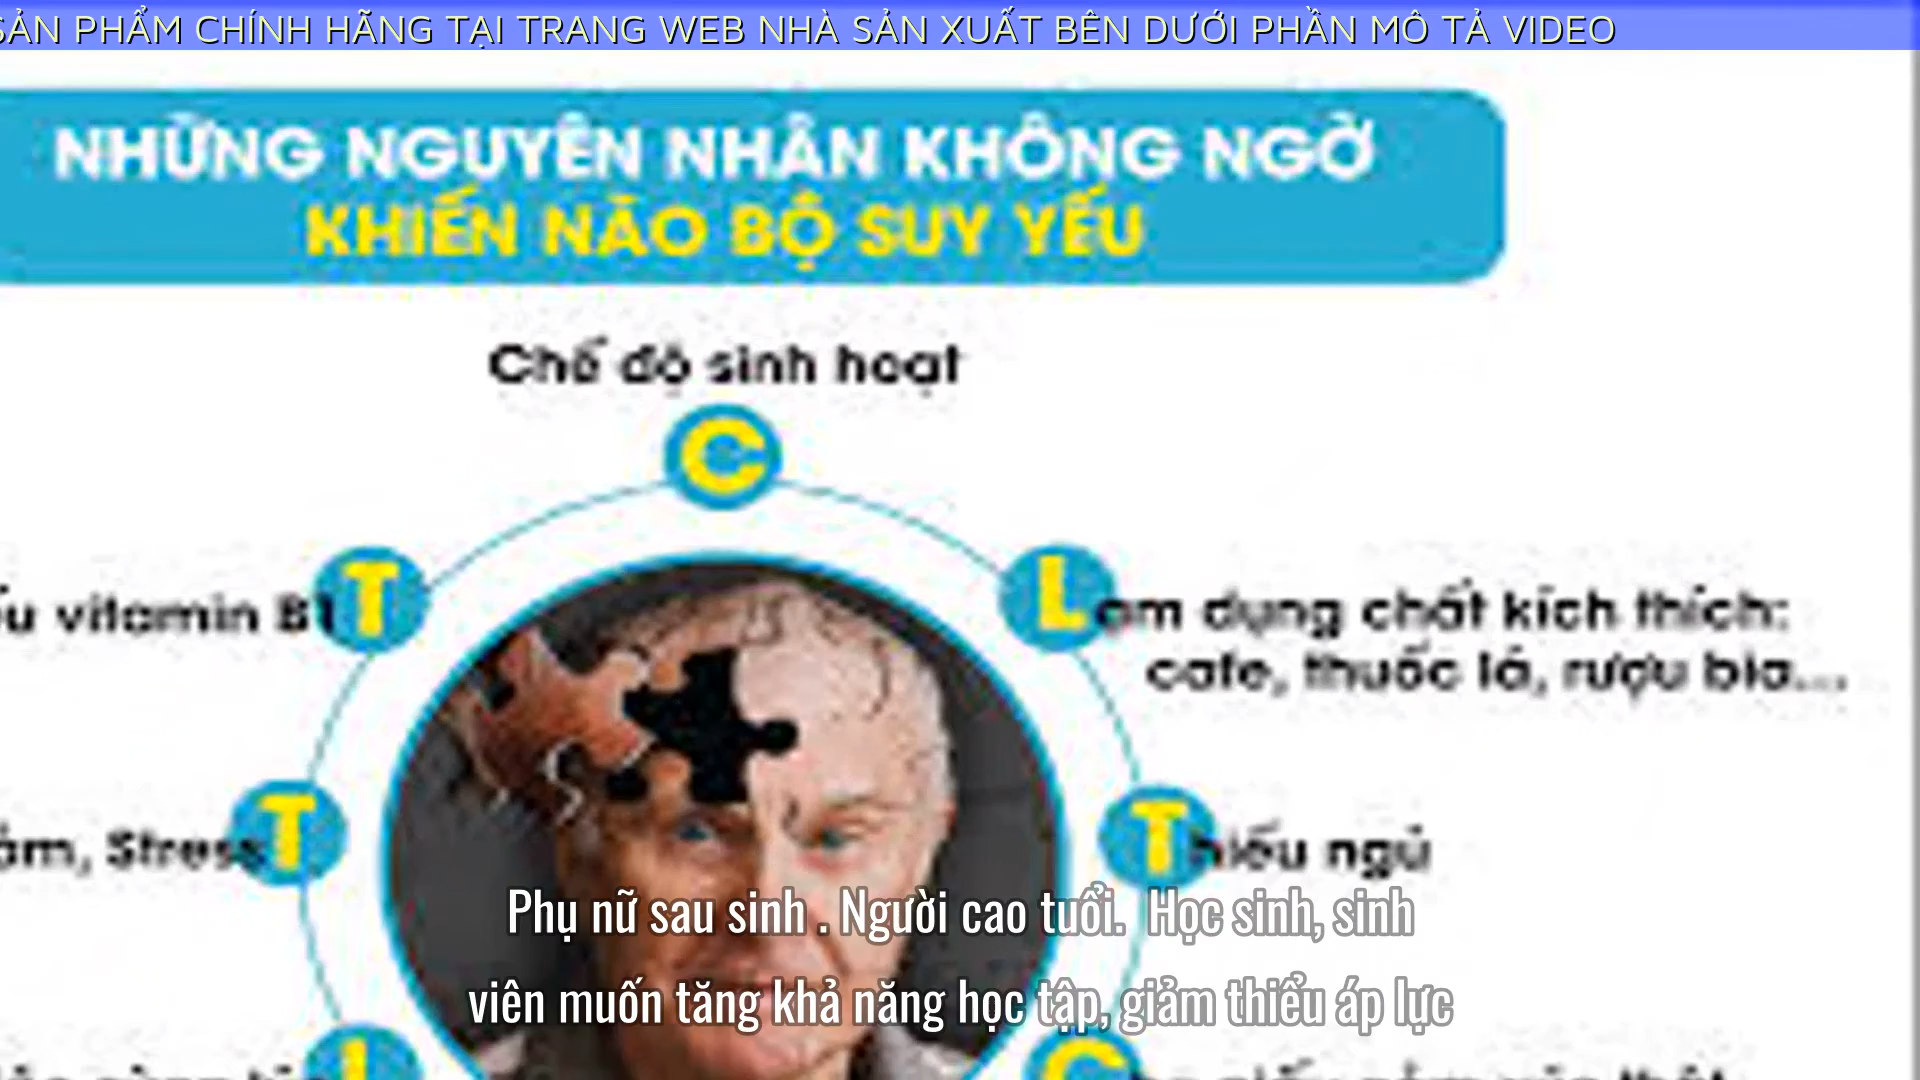 SẢN PHẨM CHÍNH HÃNG TẠI TRANG WEB NHÀ SẢN XUẤT BÊN DƯỚI PHẦN MÔ TẢ VIDEO
NHỮNG NGUYÊN NHÂN KHÔNG NGỜ
KHIẾN NÃO BỘ SUY YẾU
Chế độ sinh hoạt
C
vitamin B1 T
Lạm dụng chất kích thích:
cafe, thuốc lá, rượu bia...
Stress T
Thiếu ngủ
Phụ nữ sau sinh . Người cao tuổi. Học sinh, sinh
viên muốn tăng khả năng học tập, giảm thiểu áp lực